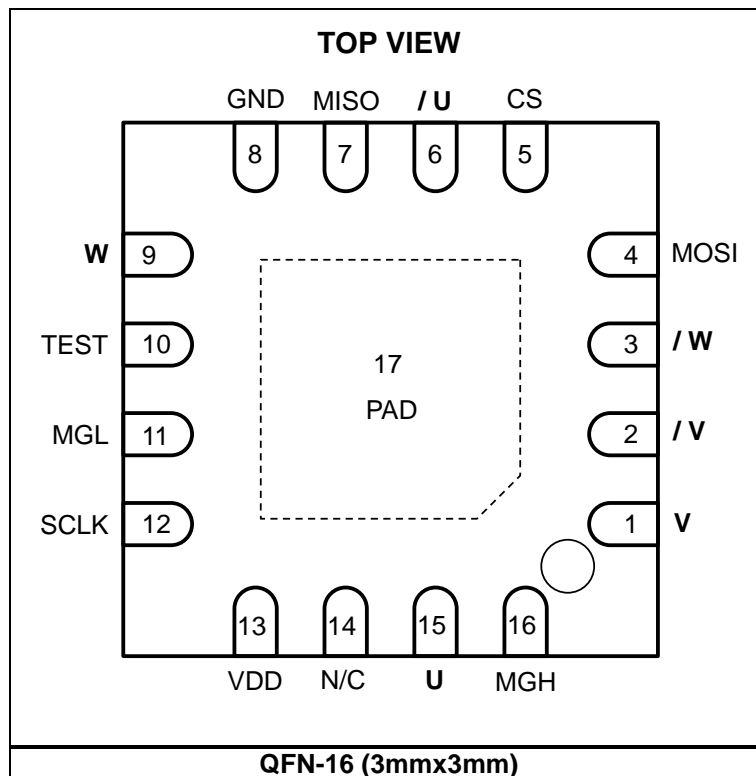 TOP VIEW
GND MISO / U CS
8 7 6 5
W 9 4 MOSI
TEST 10 3 / W
17
PAD
MGL 11 2 / V
SCLK 12 1 V
13 14 15 16
VDD N/C U MGH
QFN-16 (3mmx3mm)